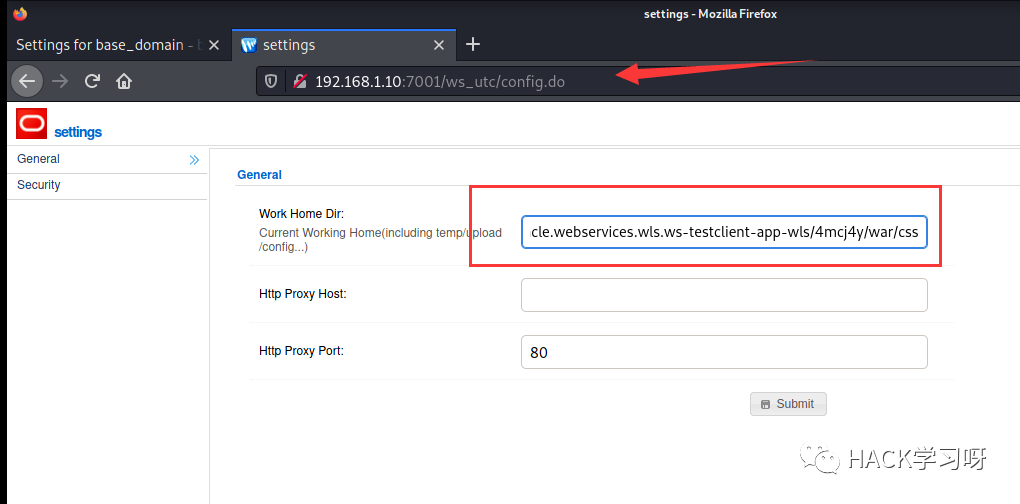 settings - Mozilla Firefox
Settings for base_domain -
settings
192.168.1.10:7001/ws_utc/config.do
settings
General
Security
General
Work Home Dir:
Current Working Home(including temp/upload
/config...)
cle.webservices.wls.ws-testclient-app-wls/4mcj4y/war/css
Http Proxy Host:
Http Proxy Port:
80
Submit
HACK学习呀